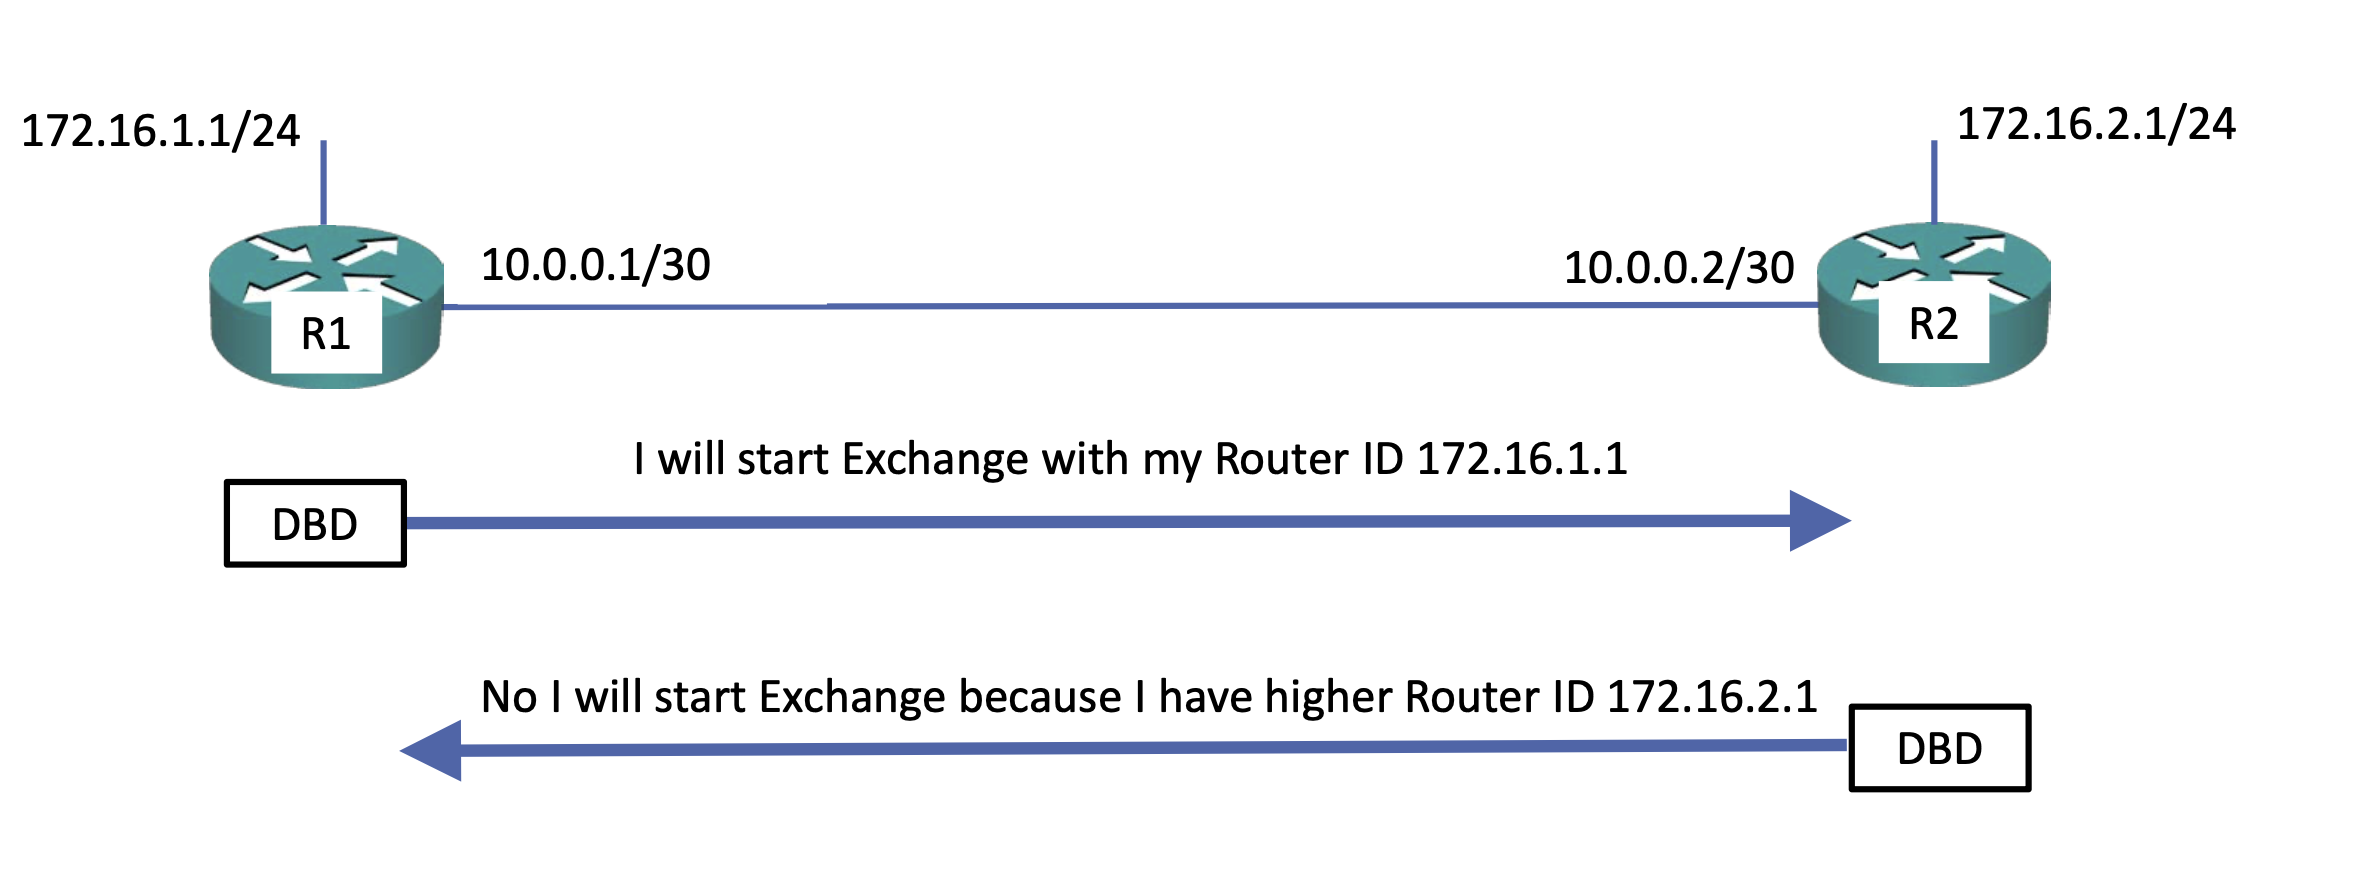 172.16.1.1/24
172.16.2.1/24
10.0.0.1/30
10.0.0.2/30
R1
R2
I will start Exchange with my Router ID 172.16.1.1
DBD
No I will start Exchange because I have higher Router ID 172.16.2.1
DBD